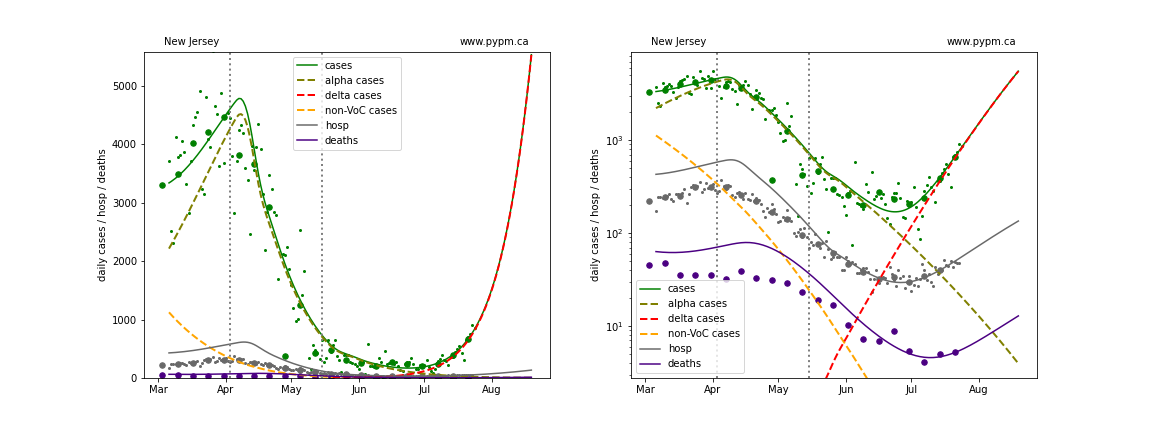 New Jersey
www.pypm.ca
daily cases / hosp / deaths
5000
4000
3000
2000
1000
0
Mar
Apr
May
Jun
Jul
Aug
cases
alpha cases
delta cases
non-VoC cases
hosp
deaths
New Jersey
www.pypm.ca
daily cases / hosp / deaths
10³
10²
10¹
Mar
Apr
May
Jun
Jul
Aug
cases
alpha cases
delta cases
non-VoC cases
hosp
deaths